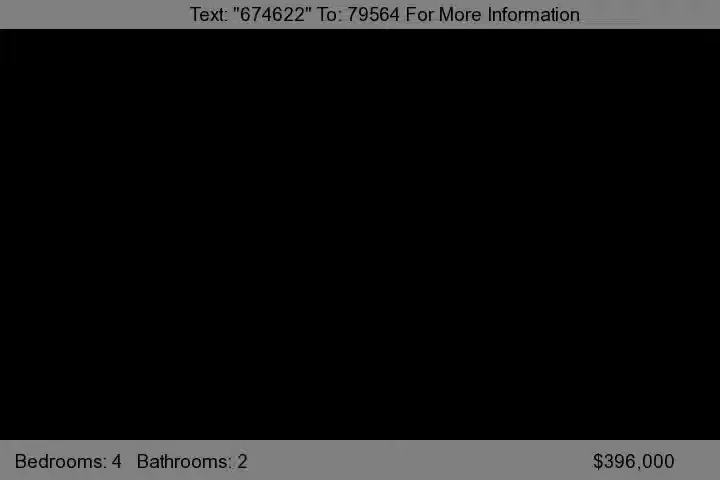 Text: "674622" To: 79564 For More Information
Bedrooms: 4 Bathrooms: 2 $396,000